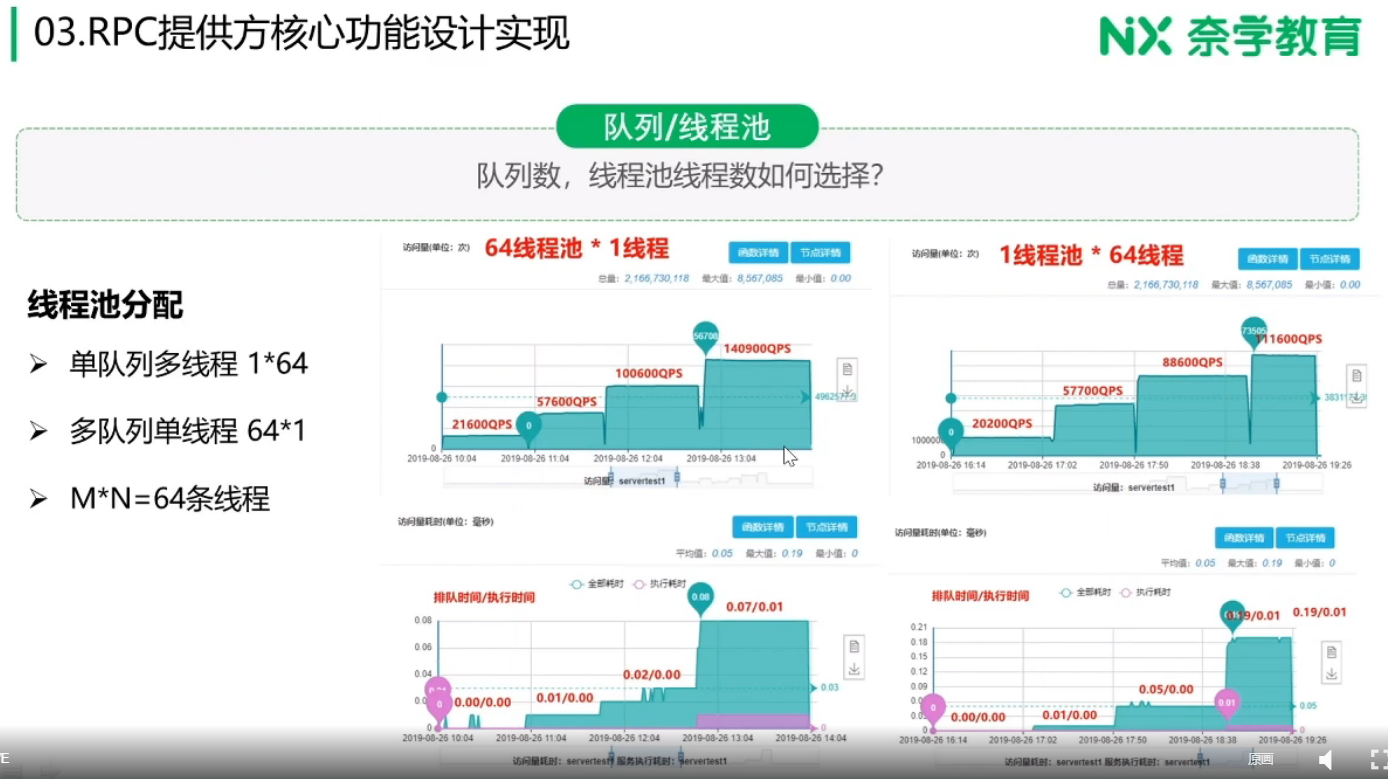 03.RPC提供方核心功能设计实现
NiX 奈学教育
队列/线程池
队列数，线程池线程数如何选择？
线程池分配
➢ 单队列多线程 1*64
➢ 多队列单线程 64*1
➢ M*N=64条线程
访问量(单位：次) 64线程池 * 1线程 函数详情 节点详情
总量：2,166,730,118 最大值：8,567,085 最小值：0.00
140900QPS
100600QPS
57600QPS
21600QPS
0
0
2019-08-26 10:04 2019-08-26 11:04 2019-08-26 12:04 2019-08-26 13:04
访问量：servertest1
访问量(单位：次) 1线程池 * 64线程 函数详情 节点详情
总量：2,166,730,118 最大值：8,567,085 最小值：0.00
111600QPS
88600QPS
57700QPS
20200QPS
0
0
2019-08-26 16:14 2019-08-26 17:02 2019-08-26 17:50 2019-08-26 18:38 2019-08-26 19:26
访问量：servertest1
访问量耗时(单位：毫秒) 函数详情 节点详情
平均值：0.05 最大值：0.19 最小值：0
全部耗时 执行耗时
排队时间/执行时间 0.08 0.07/0.01
0.08
0.06
0.04 0.02/0.00
0.03
0.00/0.00 0.01/0.00
0
0
2019-08-26 10:04 2019-08-26 11:04 2019-08-26 12:04 2019-08-26 13:04 2019-08-26 14:04
访问量耗时：servertest1 服务执行耗时：servertest1
访问量耗时(单位：毫秒) 函数详情 节点详情
平均值：0.05 最大值：0.19 最小值：0
全部耗时 执行耗时
排队时间/执行时间 0.19/0.01 0.19/0.01
0.21
0.18
0.15
0.12
0.09 0.05/0.00
0.06 0.05
0.01
0.00/0.00 0.01/0.00
0
0
2019-08-26 16:14 2019-08-26 17:02 2019-08-26 17:50 2019-08-26 18:38 2019-08-26 19:26
访问量耗时：servertest1 服务执行耗时：servertest1
原画